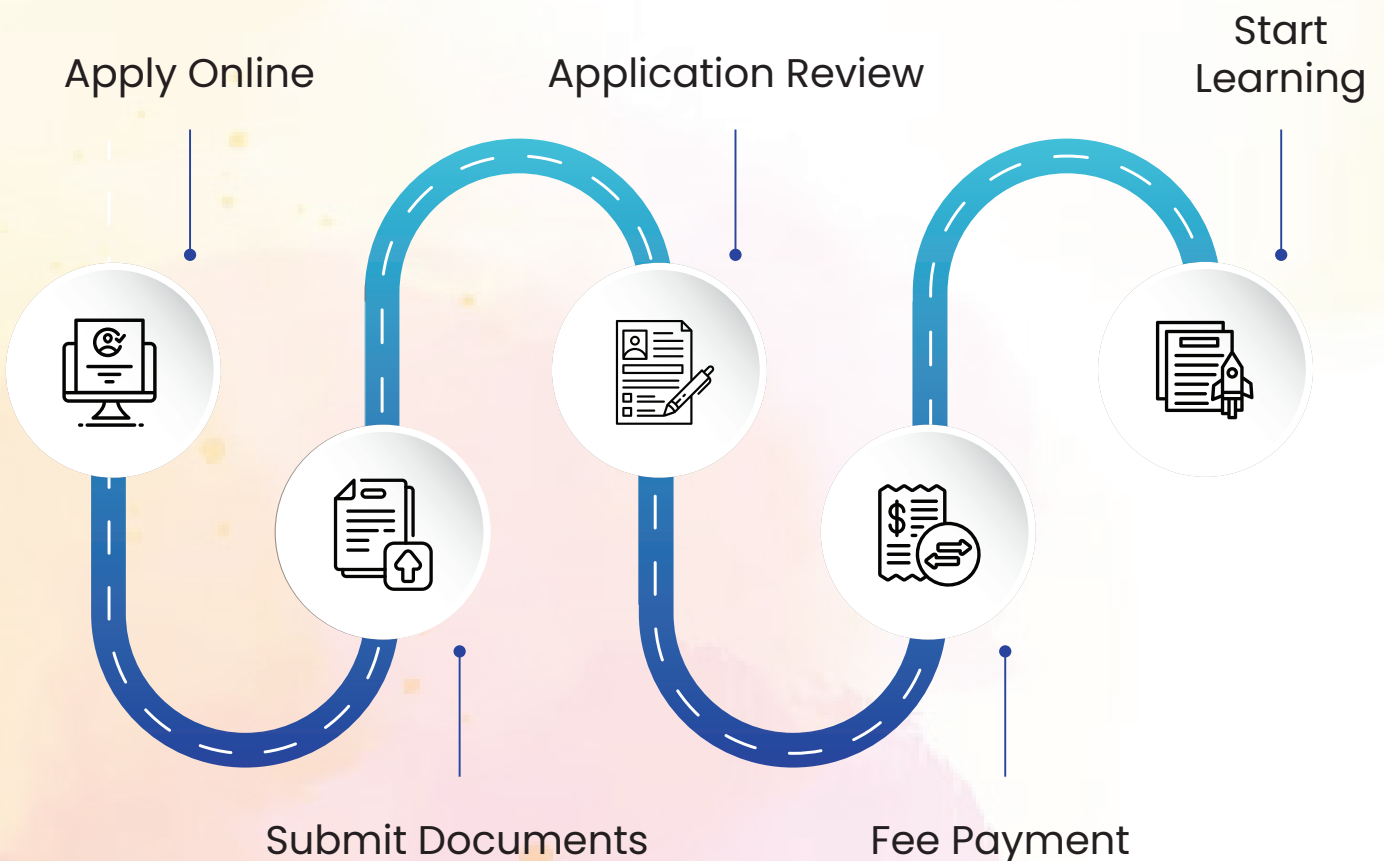 Apply Online
Submit Documents
Application Review
Fee Payment
Start
Learning